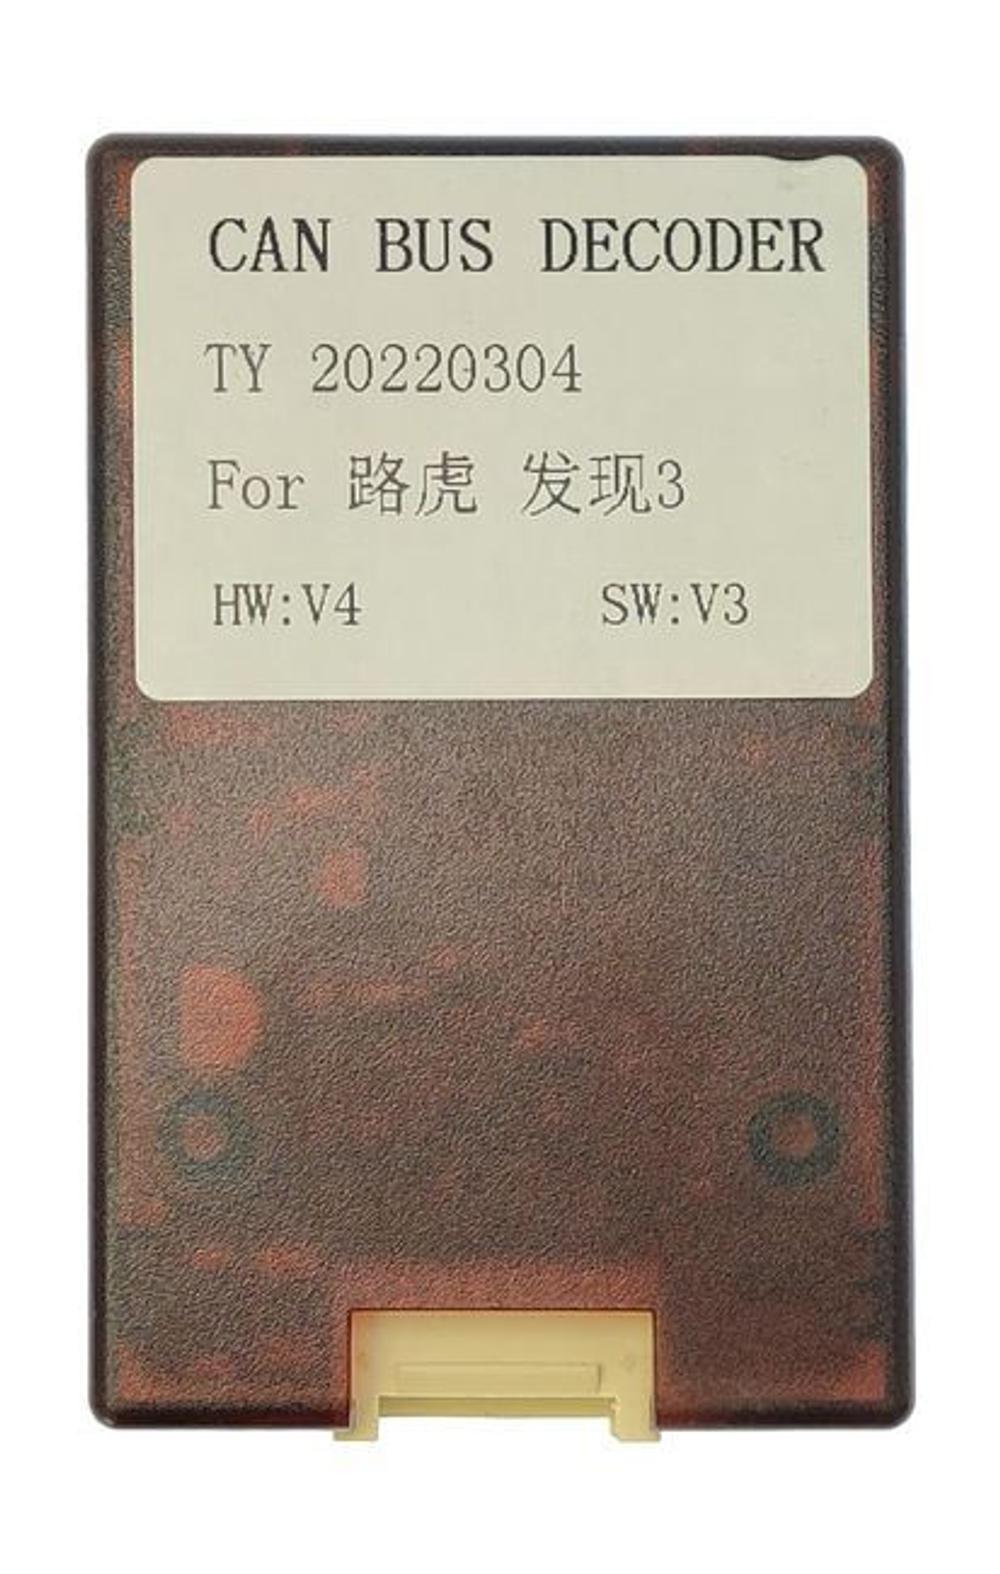 CAN BUS DECODER
TY 20220304
For 路虎 发现3
HW:V4 SW:V3